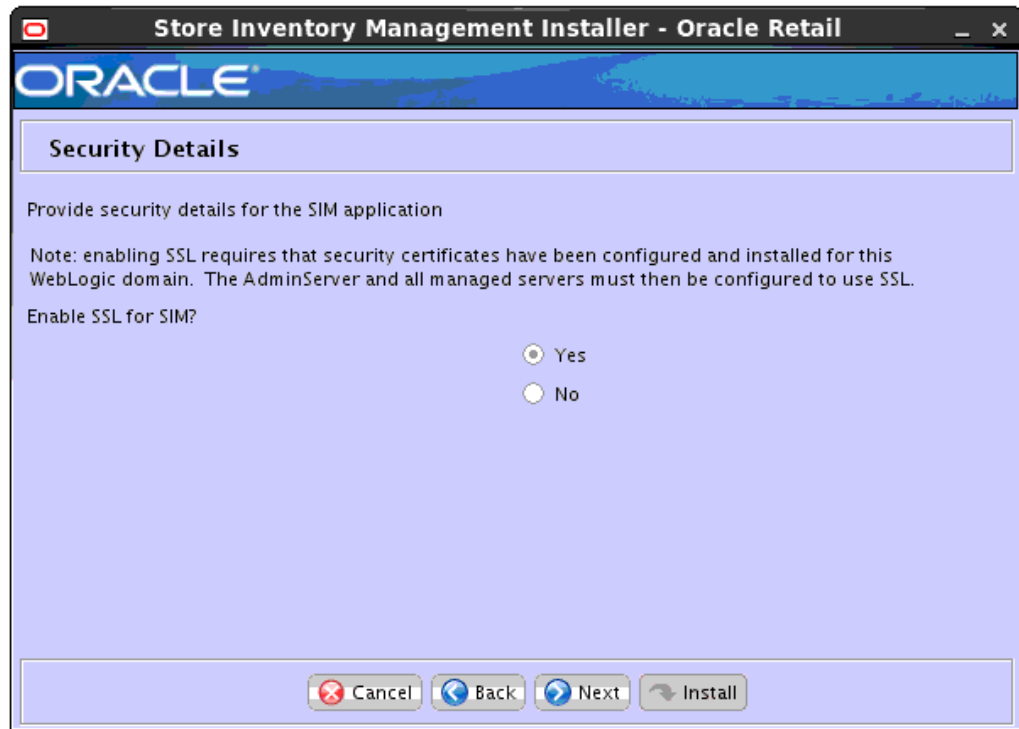 Store Inventory Management Installer - Oracle Retail
ORACLE
Security Details
Provide security details for the SIM application
Note: enabling SSL requires that security certificates have been configured and installed for this
WebLogic domain. The AdminServer and all managed servers must then be configured to use SSL.
Enable SSL for SIM?
Yes
No
Cancel Back Next Install